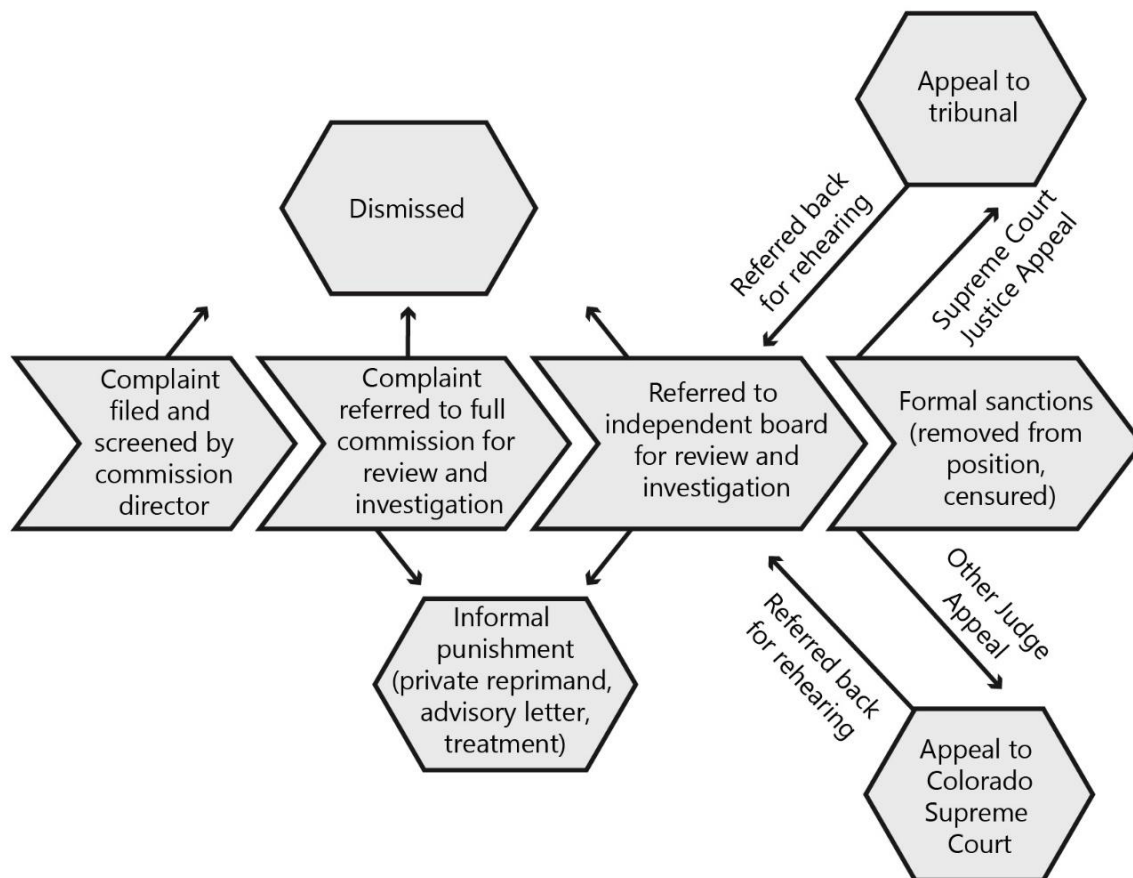 Appeal to
tribunal
Dismissed
Referred back
for rehearing
Supreme Court
Justice Appeal
Complaint
filed and
screened by
commission
director
Complaint
referred to full
commission for
review and
investigation
Referred to
independent board
for review and
investigation
Formal sanctions
(removed from
position,
censured)
Informal
punishment
(private reprimand,
advisory letter,
treatment)
Referred back
for rehearing
Other Judge
Appeal
Appeal to
Colorado
Supreme
Court